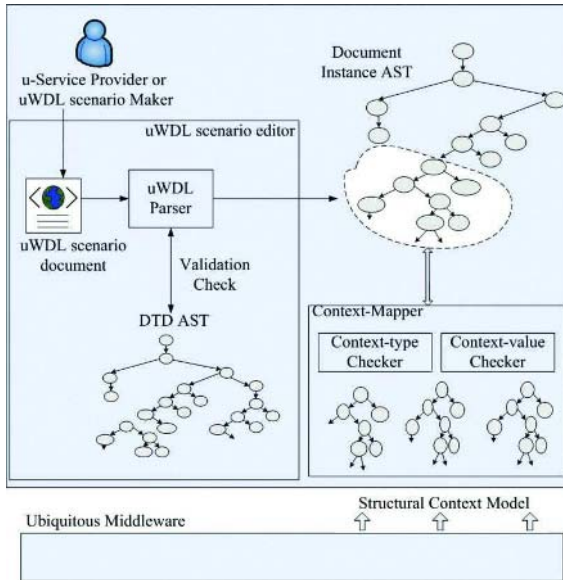 u-Service Provider or
uWDL scenario Maker
Document
Instance AST
uWDL scenario editor
uWDL
Parser
uWDL scenario
document
Validation
Check
DTD AST
Context-Mapper
Context-type
Checker
Context-value
Checker
Structural Context Model
Ubiquitous Middleware